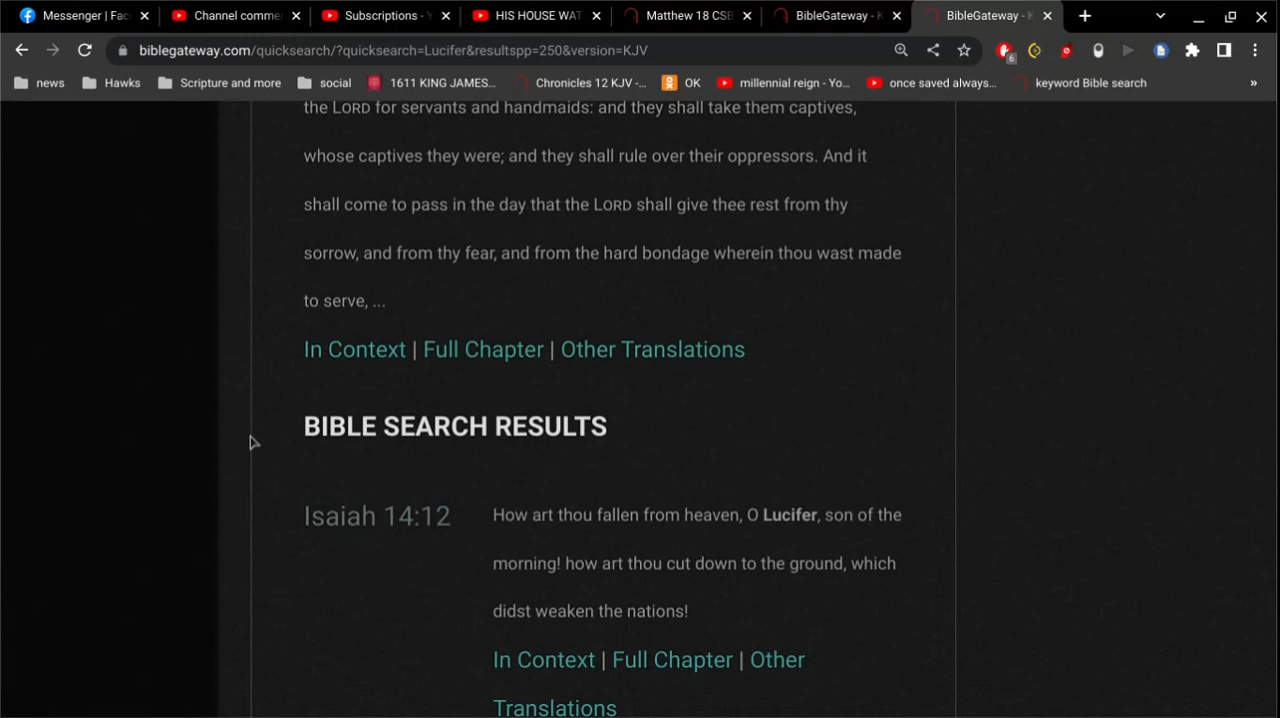 Messenger | Fac
Channel comme
Subscriptions - Y
HIS HOUSE WAT
Matthew 18 CSB
BibleGateway - K
BibleGateway - K
biblegateway.com/quicksearch/?quicksearch=Lucifer&resultspp=250&version=KJV
6
news
Hawks
Scripture and more
social
1611 KING JAMES...
Chronicles 12 KJV -...
OK
millennial reign - Yo...
once saved always...
keyword Bible search
»
the LORD for servants and handmaids: and they shall take them captives,
whose captives they were; and they shall rule over their oppressors. And it
shall come to pass in the day that the LORD shall give thee rest from thy
sorrow, and from thy fear, and from the hard bondage wherein thou wast made
to serve, ...
In Context | Full Chapter | Other Translations
BIBLE SEARCH RESULTS
Isaiah 14:12
How art thou fallen from heaven, O Lucifer, son of the
morning! how art thou cut down to the ground, which
didst weaken the nations!
In Context | Full Chapter | Other
Translations